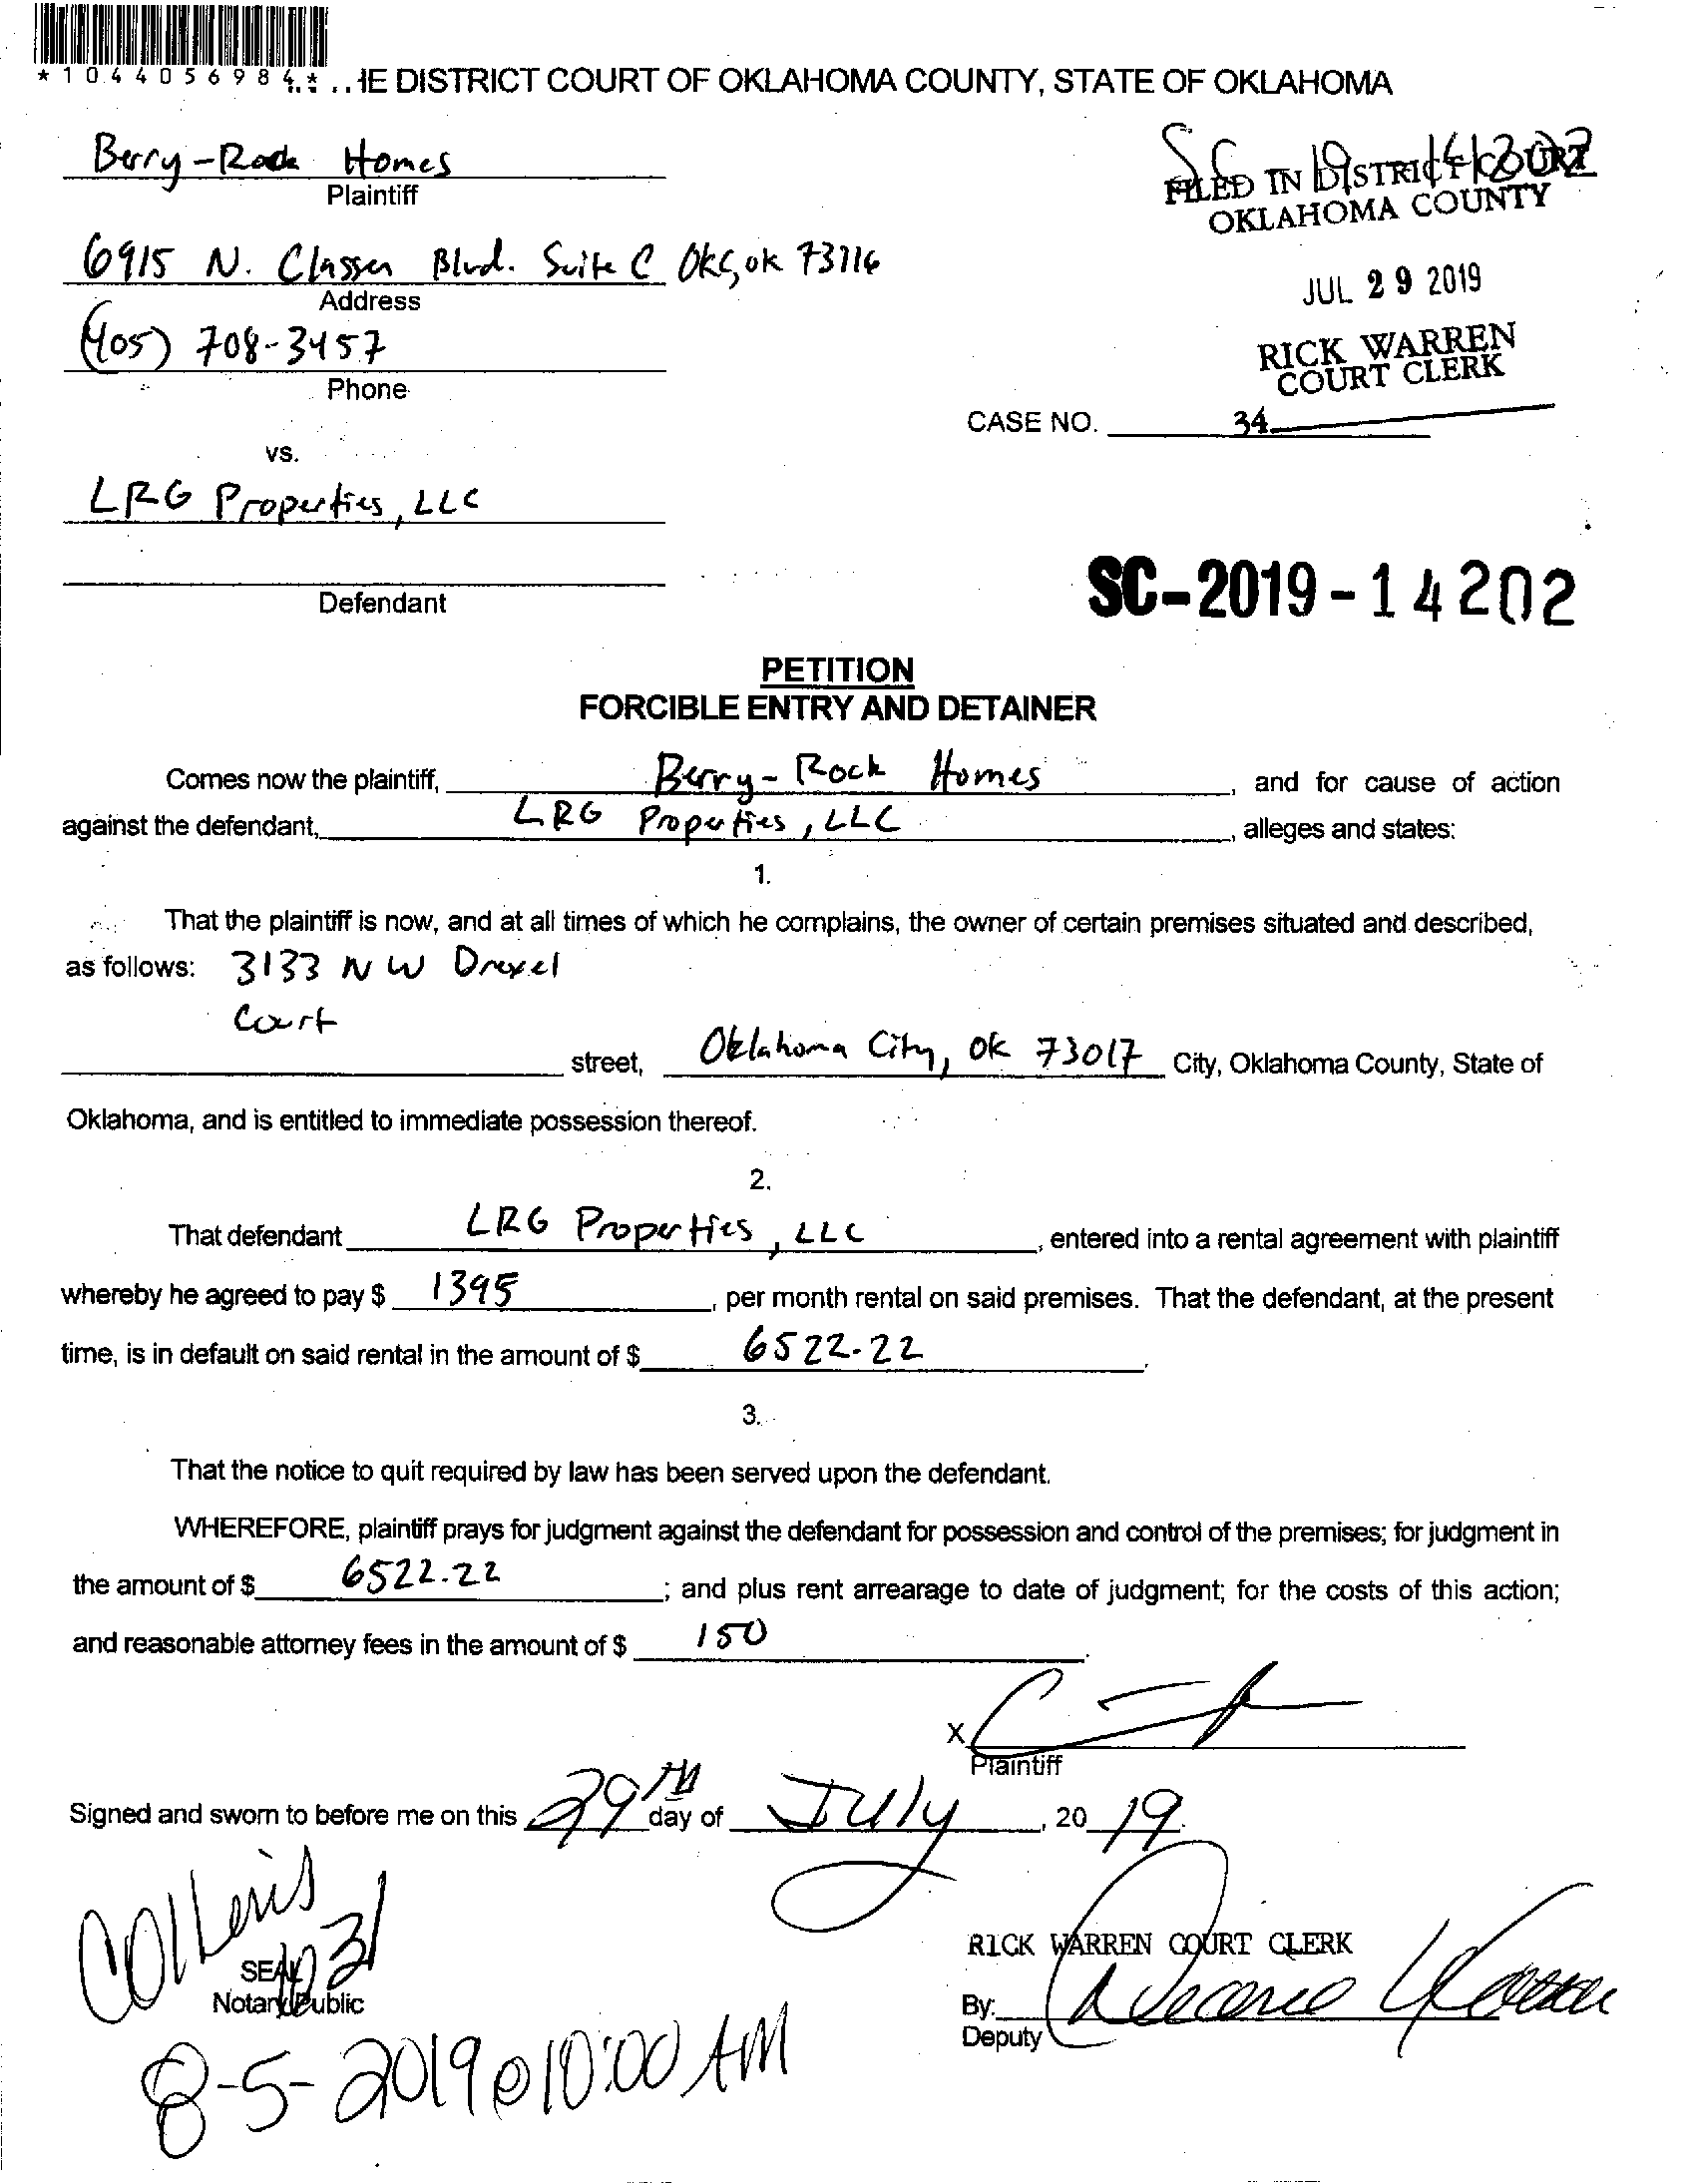 *1044056984*
HE DISTRICT COURT OF OKLAHOMA COUNTY, STATE OF OKLAHOMA
Berry-Rock Homes
Plaintiff
SC 19 14202
FILED IN DISTRICT COURT
OKLAHOMA COUNTY
6915 N. Classen Blvd. Suite C OKC, OK 73116
Address
JUL 29 2019
(405) 708-3457
Phone
RICK WARREN
COURT CLERK
CASE NO. 34
vs.
LRG Properties, LLC
Defendant
SC-2019-14202
PETITION
FORCIBLE ENTRY AND DETAINER
Comes now the plaintiff, Berry-Rock Homes, and for cause of action
against the defendant, LRG Properties, LLC, alleges and states:
1.
That the plaintiff is now, and at all times of which he complains, the owner of certain premises situated and described,
as follows: 3133 NW Drexel
Court
street, Oklahoma City, OK 73017 City, Oklahoma County, State of
Oklahoma, and is entitled to immediate possession thereof.
2.
That defendant LRG Properties, LLC, entered into a rental agreement with plaintiff
whereby he agreed to pay $ 1395, per month rental on said premises. That the defendant, at the present
time, is in default on said rental in the amount of $ 6522.22.
3.
That the notice to quit required by law has been served upon the defendant.
WHEREFORE, plaintiff prays for judgment against the defendant for possession and control of the premises; for judgment in
the amount of $ 6522.22; and plus rent arrearage to date of judgment; for the costs of this action;
and reasonable attorney fees in the amount of $ 150.
X
Plaintiff
Signed and sworn to before me on this 29TH day of July, 20 19.
SEAL
Notary Public
RICK WARREN COURT CLERK
By:
Deputy
8-5-2019 @ 10:00 AM